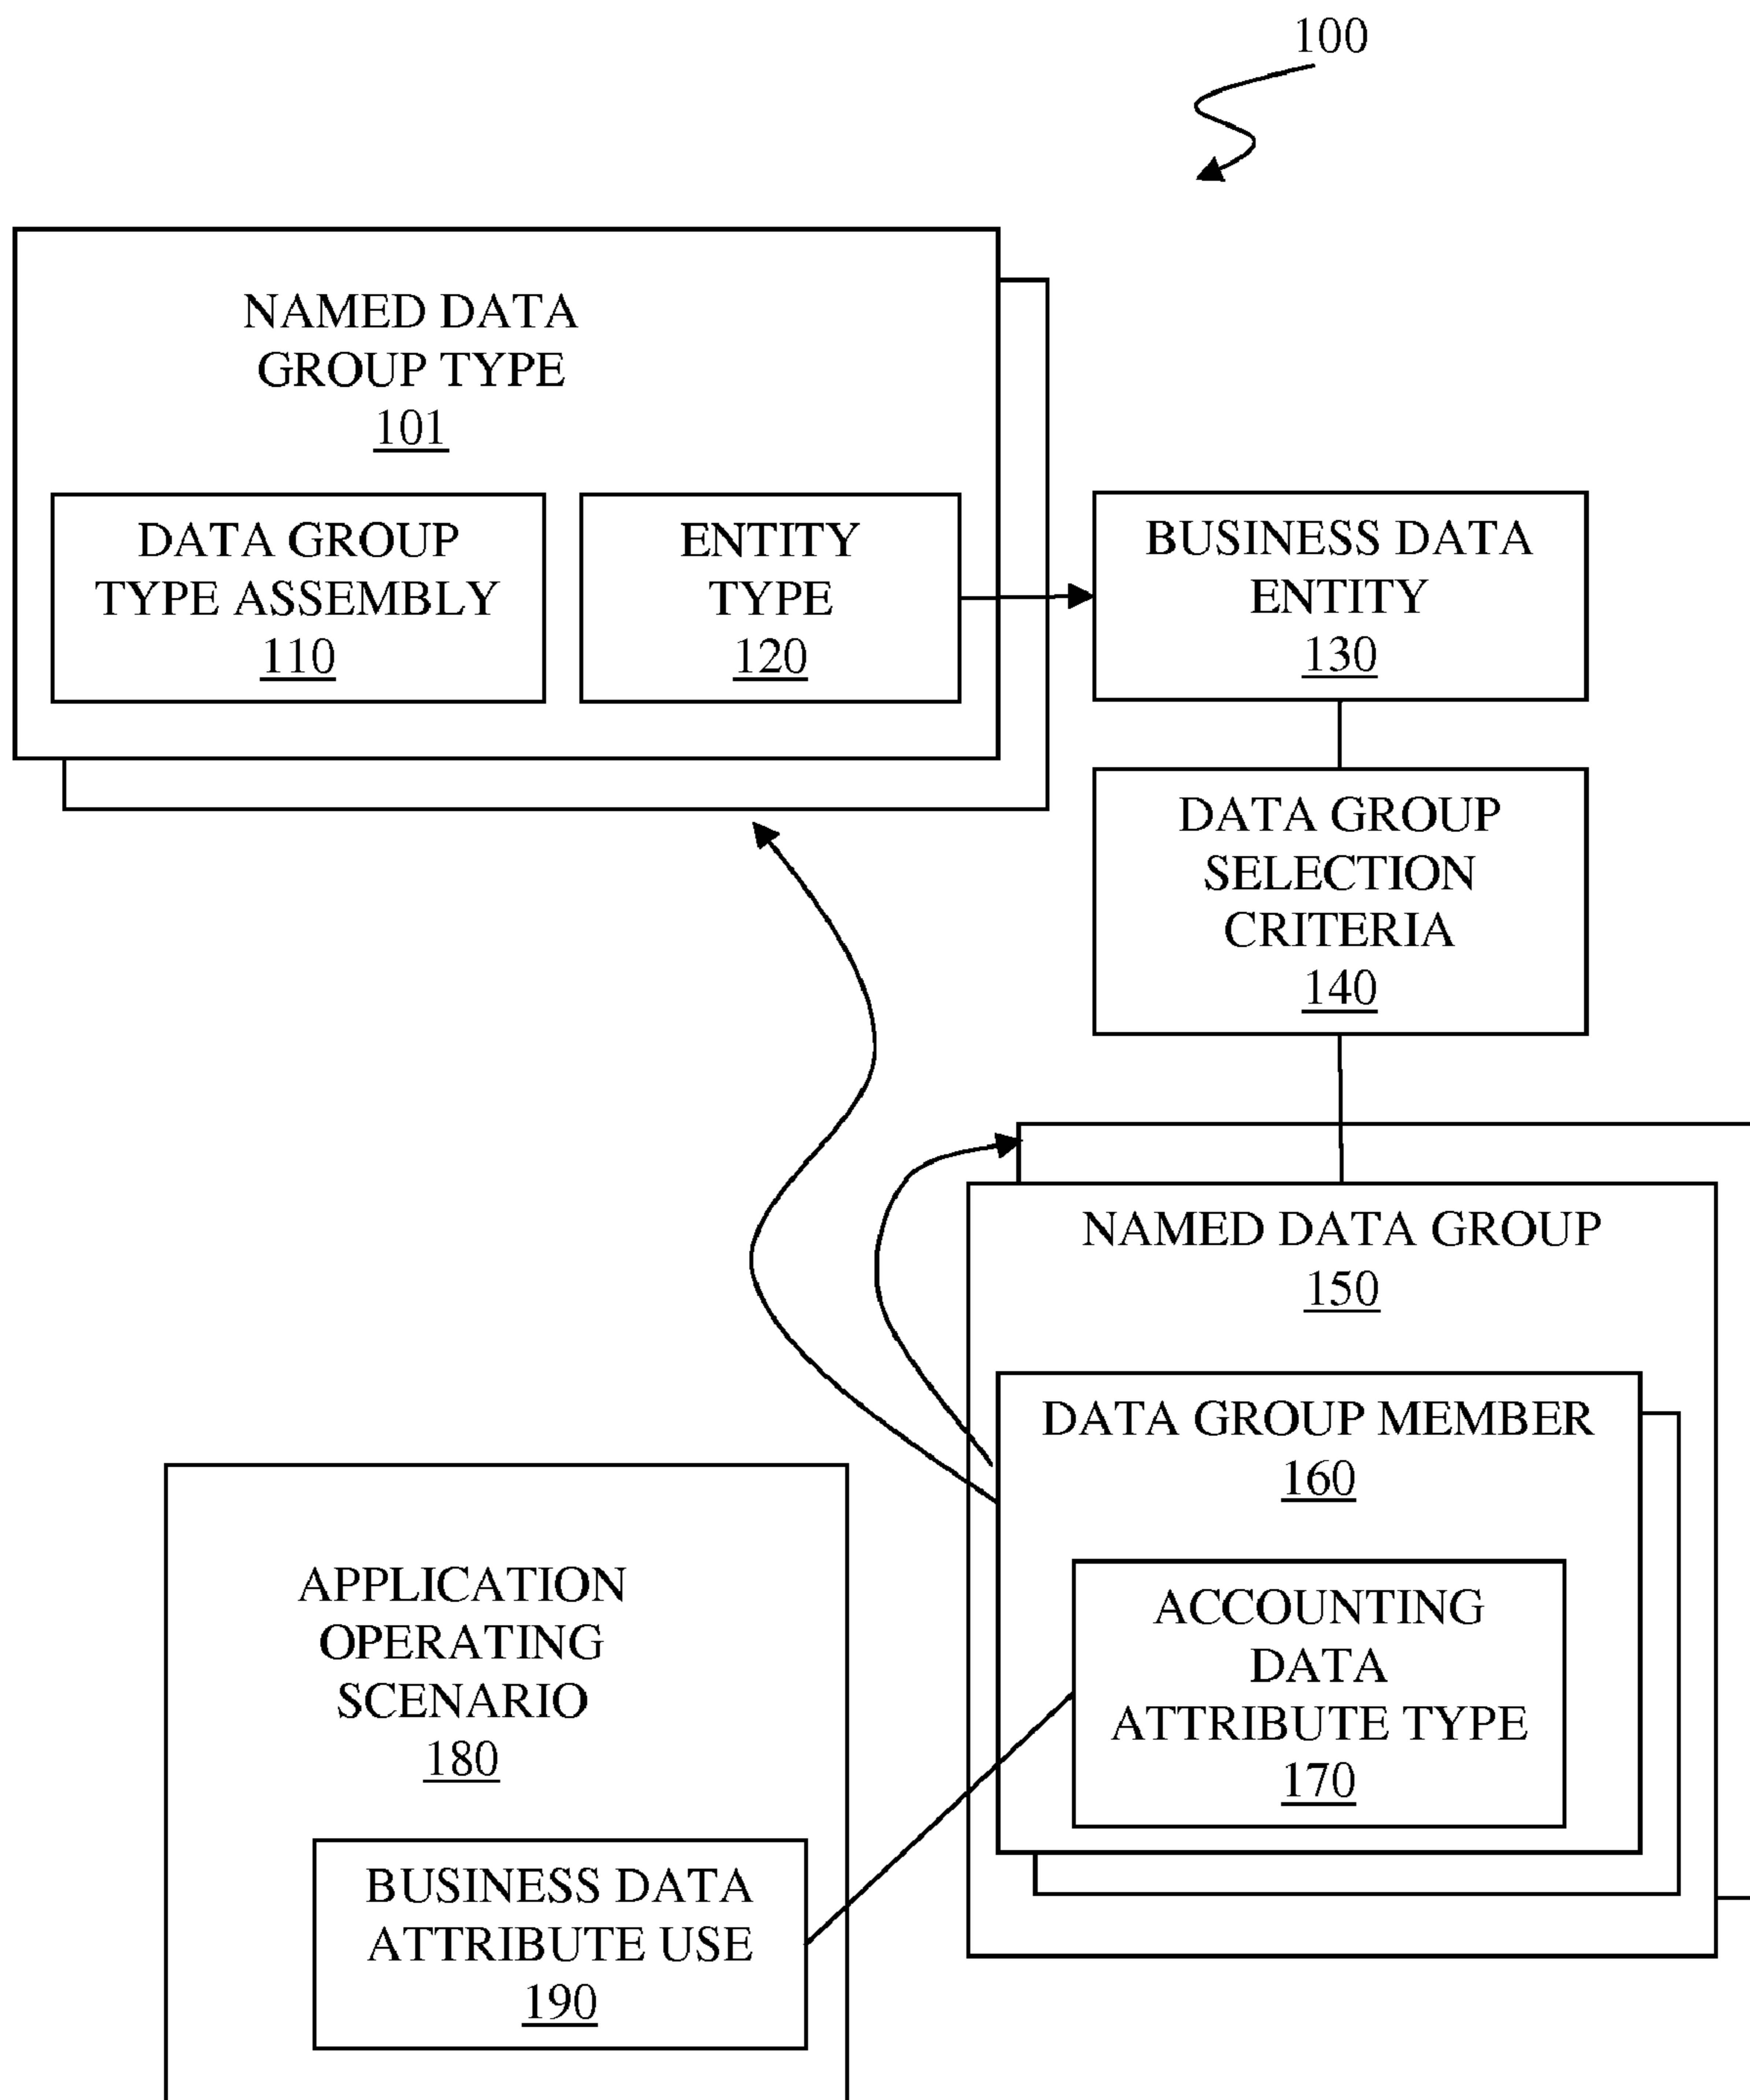 100
NAMED DATA
GROUP TYPE
101
DATA GROUP
TYPE ASSEMBLY
110
ENTITY
TYPE
120
BUSINESS DATA
ENTITY
130
DATA GROUP
SELECTION
CRITERIA
140
NAMED DATA GROUP
150
DATA GROUP MEMBER
160
ACCOUNTING
DATA
ATTRIBUTE TYPE
170
APPLICATION
OPERATING
SCENARIO
180
BUSINESS DATA
ATTRIBUTE USE
190